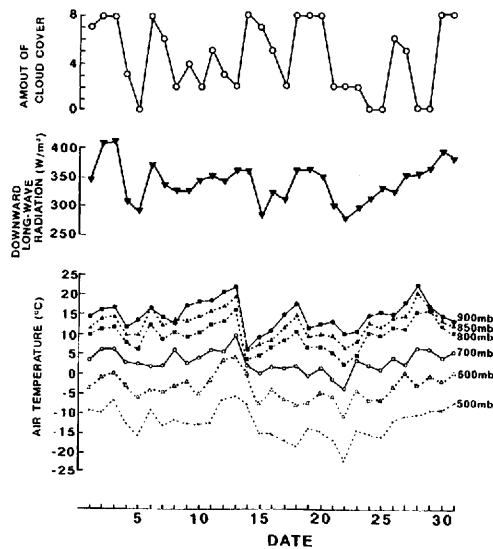 AMOUT OF
CLOUD COVER
8
4
0
DOWNWARD
LONG-WAVE
RADIATION (W/m²)
400
350
300
250
AIR TEMPERATURE (°C)
25
20
15
10
5
0
-5
-10
-15
-20
-25
900mb
850mb
800mb
700mb
600mb
500mb
5
10
15
20
25
30
DATE